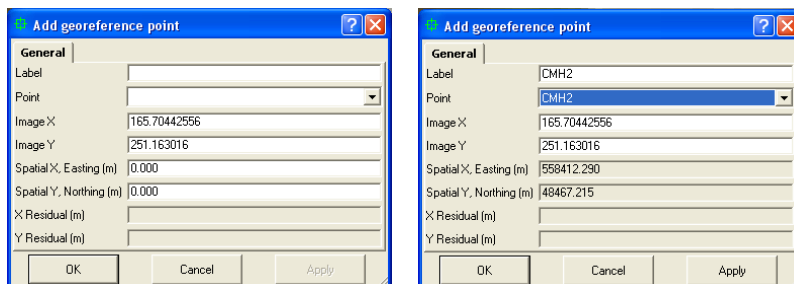 Add georeference point
General
Label
Point
Image X 165.70442556
Image Y 251.163016
Spatial X, Easting (m) 0.000
Spatial Y, Northing (m) 0.000
X Residual (m)
Y Residual (m)
OK Cancel Apply
Add georeference point
General
Label CMH2
Point CMH2
Image X 165.70442556
Image Y 251.163016
Spatial X, Easting (m) 558412.290
Spatial Y, Northing (m) 48467.215
X Residual (m)
Y Residual (m)
OK Cancel Apply